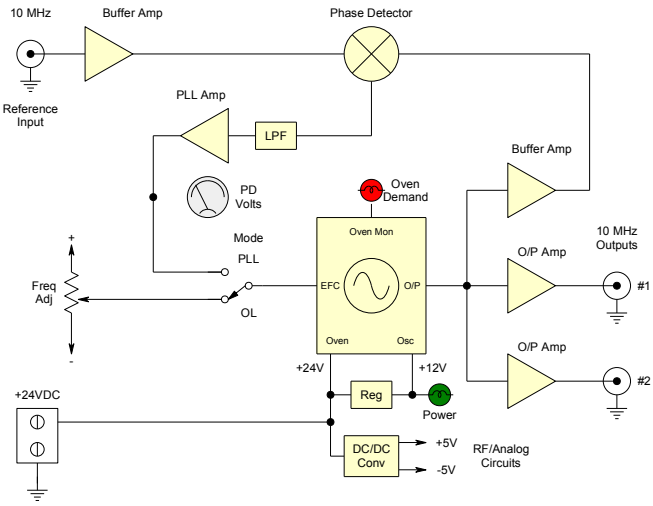 10 MHz
Buffer Amp
Phase Detector
Reference
Input
PLL Amp
LPF
PD
Volts
Oven
Demand
Buffer Amp
Mode
PLL
OL
Oven Mon
EFC
O/P
Oven
Osc
O/P Amp
10 MHz
Outputs
#1
+
Freq
Adj
-
O/P Amp
#2
+24V
+12V
Reg
Power
+24VDC
DC/DC
Conv
+5V
-5V
RF/Analog
Circuits